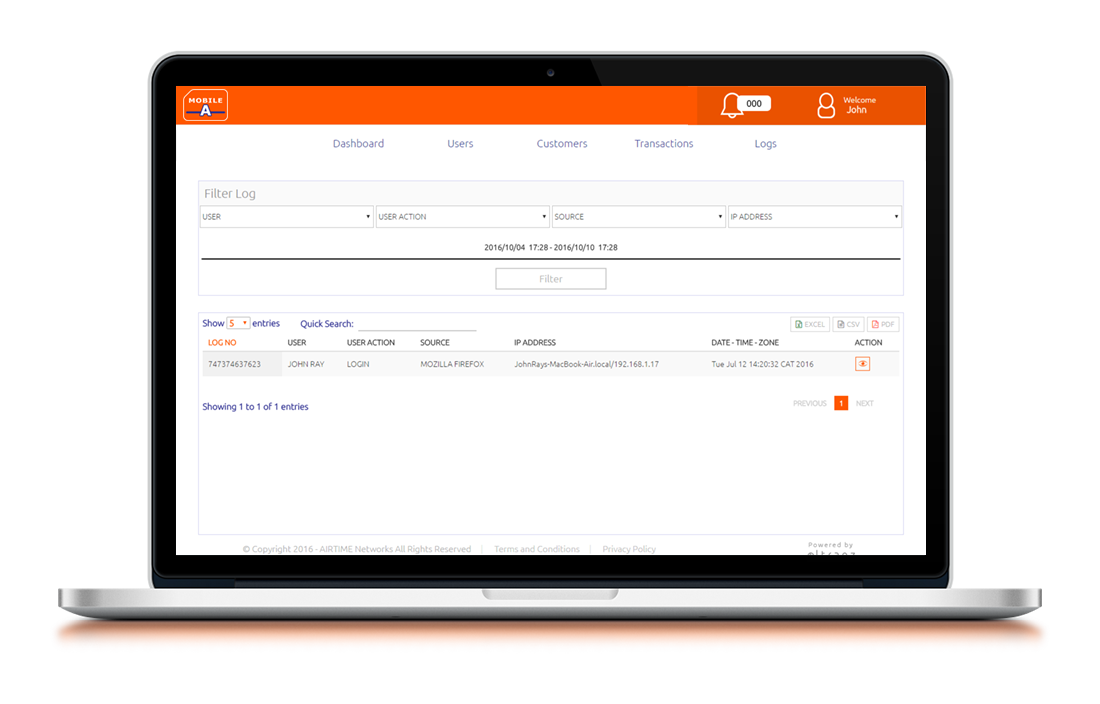 MOBILE
A
000
Welcome
John
Dashboard Users Customers Transactions Logs
Filter Log
USER USER ACTION SOURCE IP ADDRESS
2016/10/04 17:28 - 2016/10/10 17:28
Filter
Show 5 entries Quick Search: EXCEL CSV PDF
LOG NO USER USER ACTION SOURCE IP ADDRESS DATE - TIME - ZONE ACTION
747374637623 JOHN RAY LOGIN MOZILLA FIREFOX JohnRays-MacBook-Air.local/192.168.1.17 Tue Jul 12 14:20:32 CAT 2016
Showing 1 to 1 of 1 entries PREVIOUS 1 NEXT
© Copyright 2016 - AIRTIME Networks All Rights Reserved | Terms and Conditions | Privacy Policy
Powered by